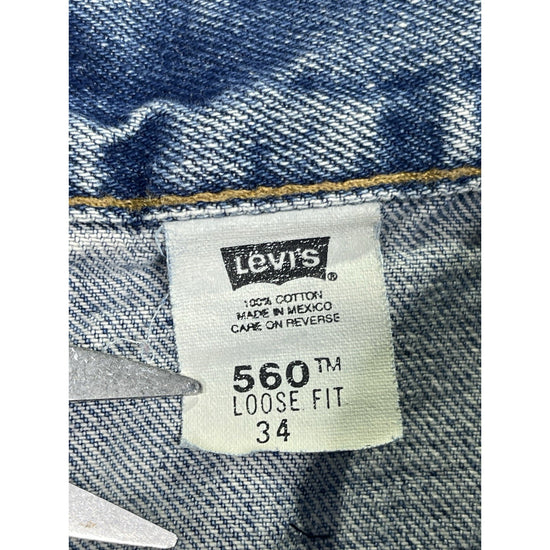 LEVI'S ®
100% COTTON
MADE IN MEXICO
CARE ON REVERSE
560™
LOOSE FIT
34